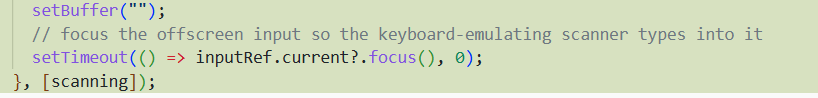 setBuffer("");
// focus the offscreen input so the keyboard-emulating scanner types into it
setTimeout(() => inputRef.current?.focus(), 0);
}, [scanning]);